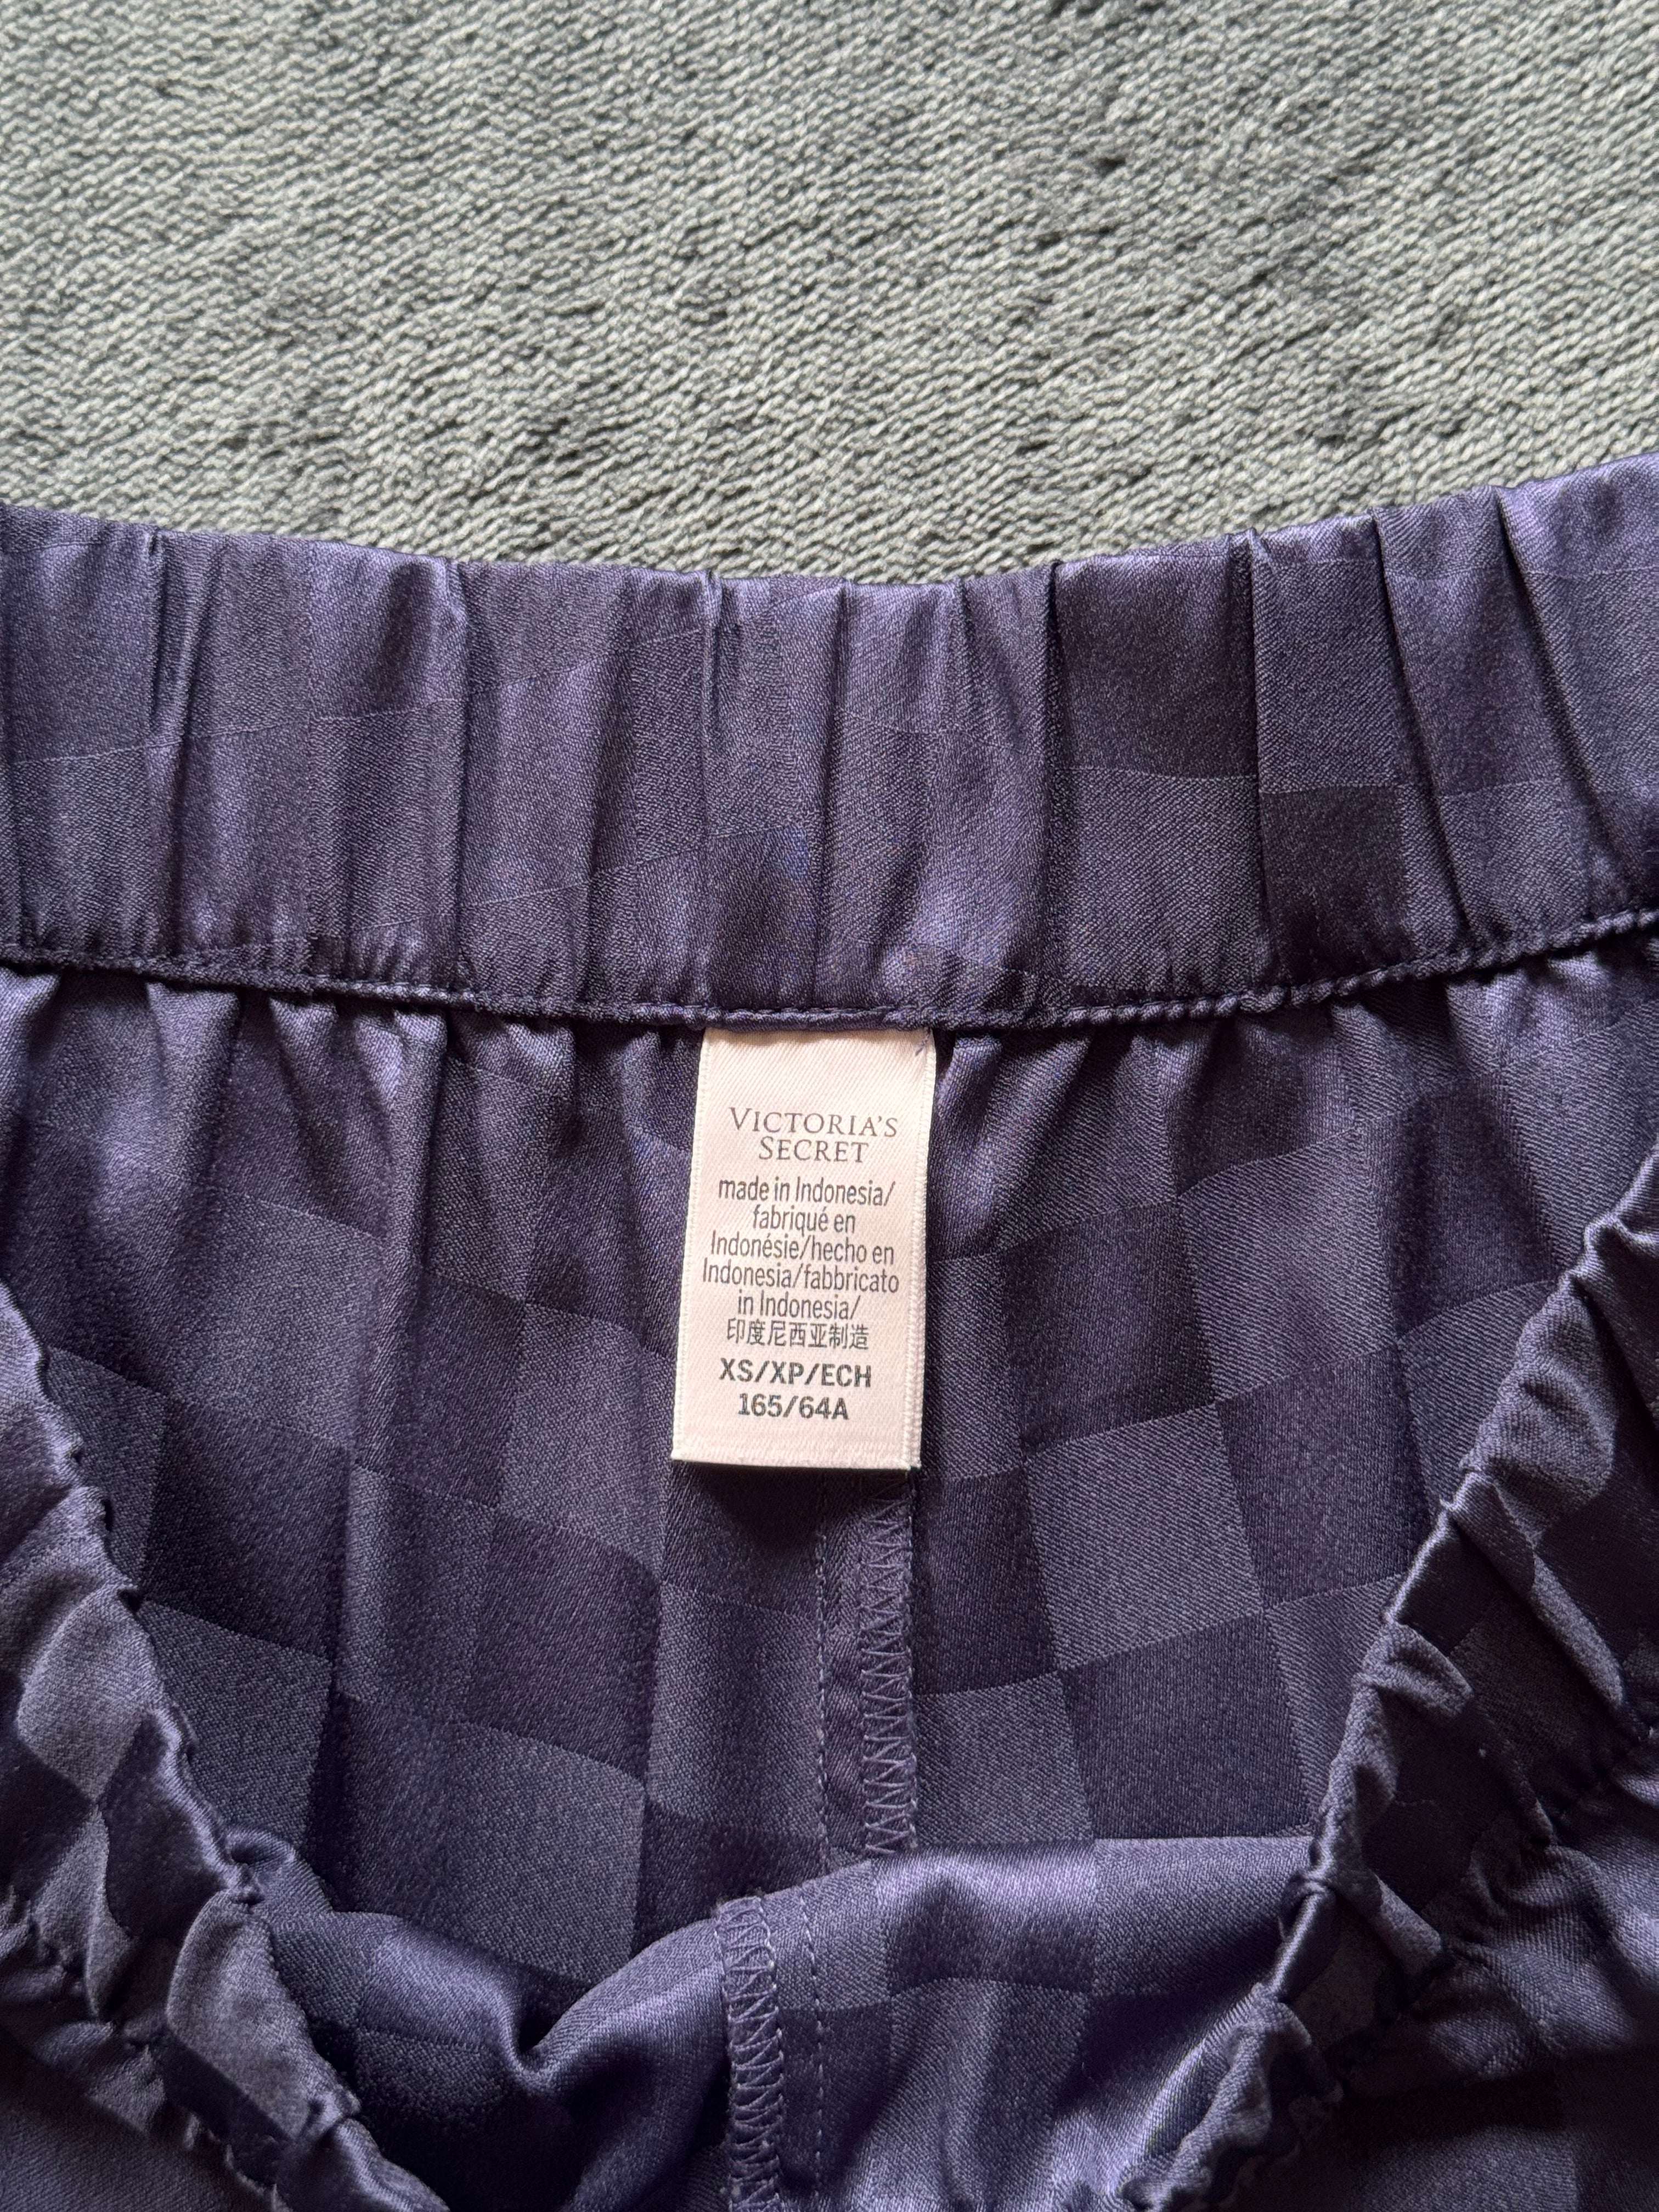 VICTORIA'S
SECRET
made in Indonesia/
fabriqué en
Indonésie/hecho en
Indonesia/fabbricato
in Indonesia/
印度尼西亚制造
XS/XP/ECH
165/64A